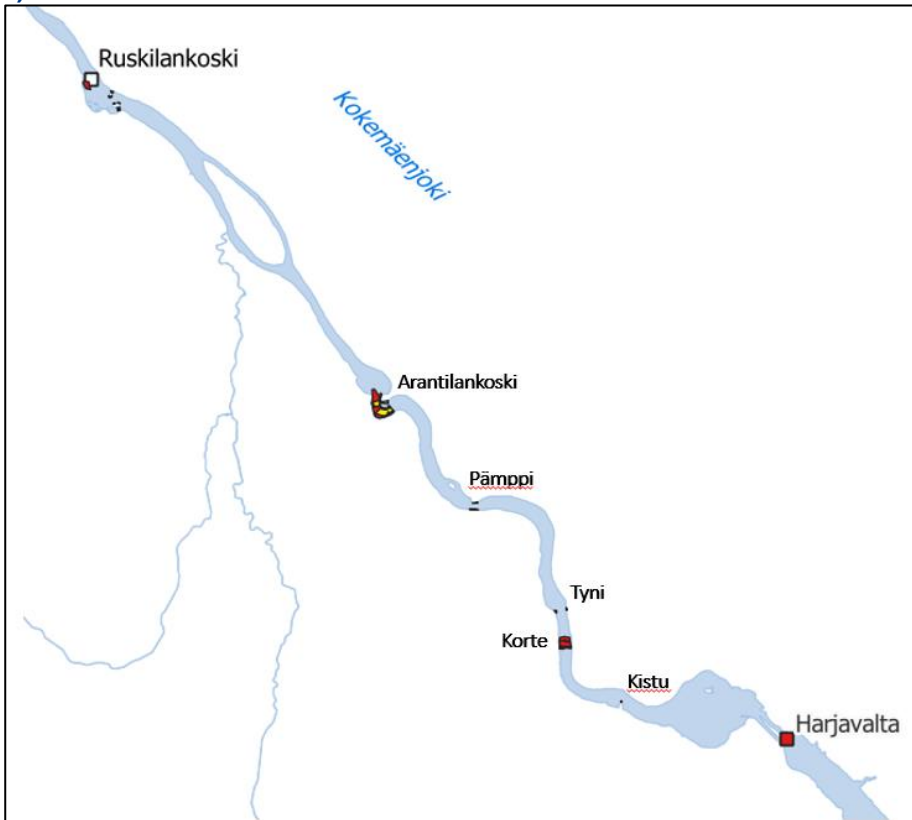 Ruskilankoski
Kokemäenjoki
Arantilankoski
Pämppi
Tyni
Korte
Kistu
Harjavalta